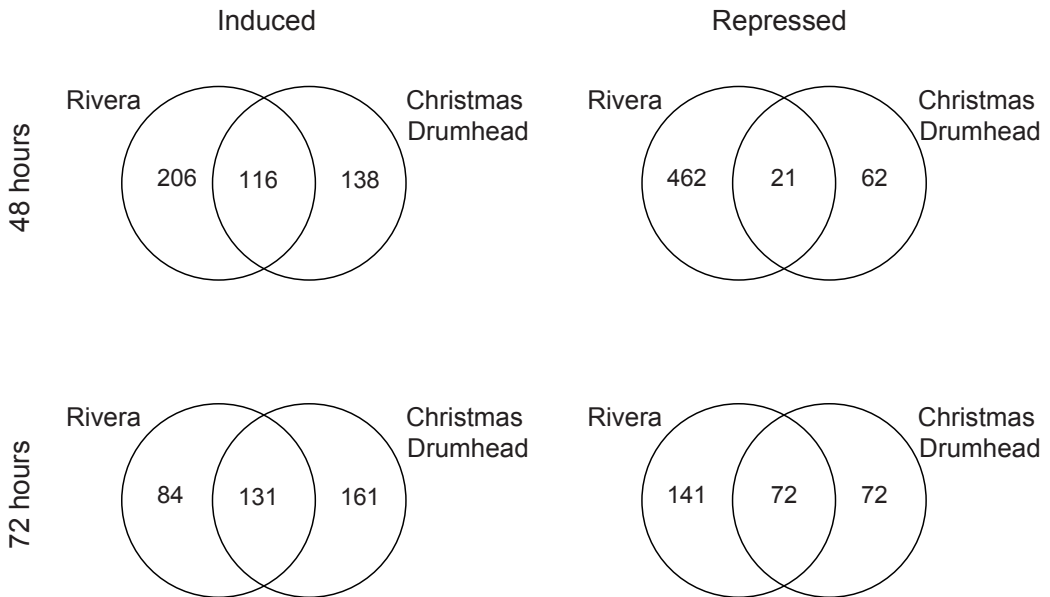 Induced
Repressed
48 hours
Rivera
Christmas
Drumhead
206
116
138
Rivera
Christmas
Drumhead
462
21
62
72 hours
Rivera
Christmas
Drumhead
84
131
161
Rivera
Christmas
Drumhead
141
72
72